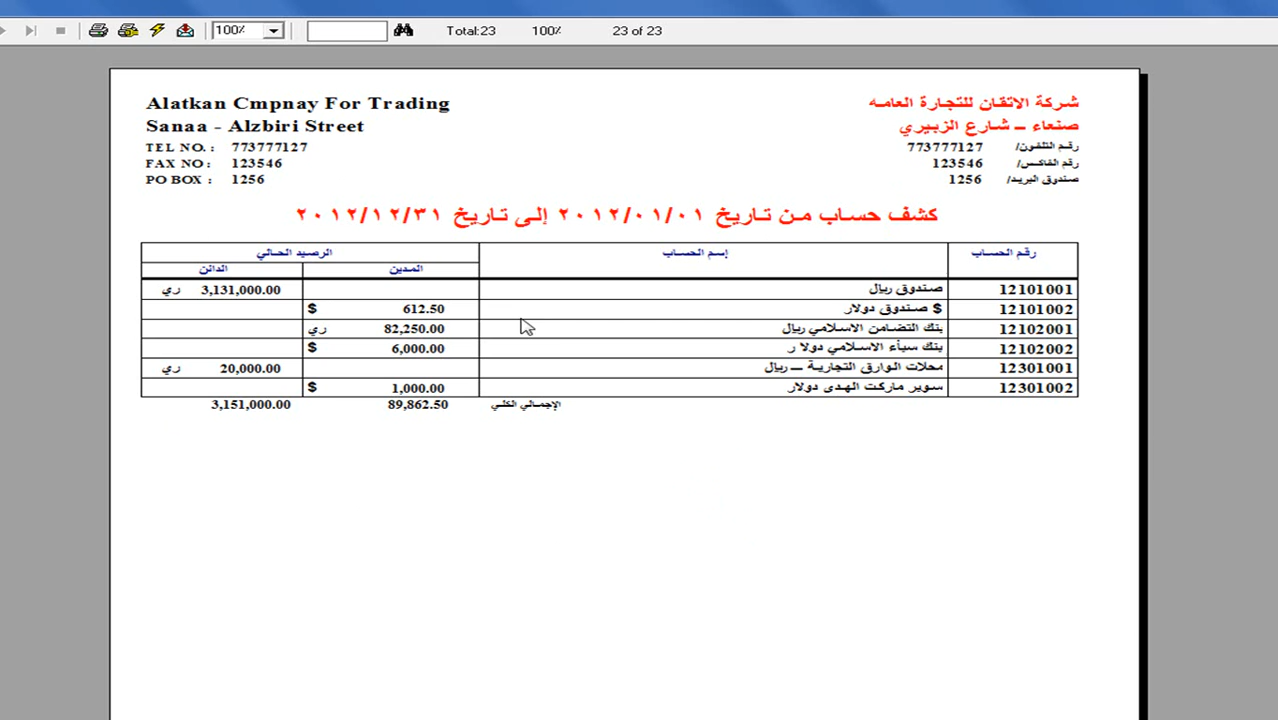 100% Total:23 100% 23 of 23
Alatkan Cmpnay For Trading
شركة الاتقان للتجارة العامه
Sanaa - Alzbiri Street
صنعاء – شارع الزبيري
TEL NO. : 773777127
رقم التلفون/ 773777127
FAX NO : 123546
رقم الفاكس/ 123546
PO BOX : 1256
صندوق البريد/ 1256
كشف حساب من تاريخ ٢٠١٢/٠١/٠١ إلى تاريخ ٢٠١٢/١٢/٣١
رقم الحساب إسم الحساب الرصيد الحالي
المدين الدائن
12101001 صندوق ريال 3,131,000.00 ري
12101002 $ صندوق دولار 612.50 $
12102001 بنك التضامن الاسلامي ريال 82,250.00 ري
12102002 بنك سبأء الاسلامي دولا ر 6,000.00 $
12301001 محلات الوارق التجارية – ريال 20,000.00 ري
12301002 سوير ماركت الهدى دولار 1,000.00 $
الإجمالي الكلي 89,862.50 3,151,000.00